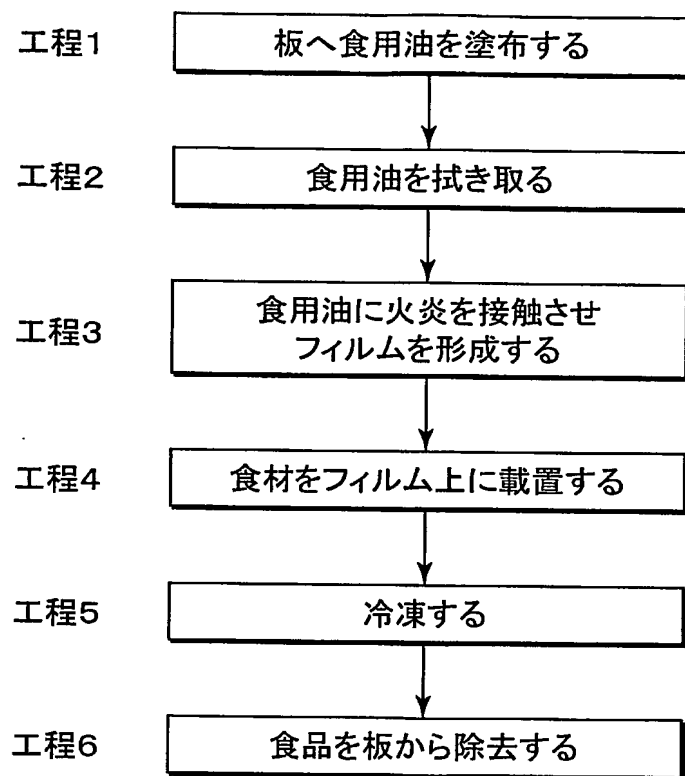 工程1 板へ食用油を塗布する
工程2 食用油を拭き取る
工程3 食用油に火炎を接触させ
フィルムを形成する
工程4 食材をフィルム上に載置する
工程5 冷凍する
工程6 食品を板から除去する